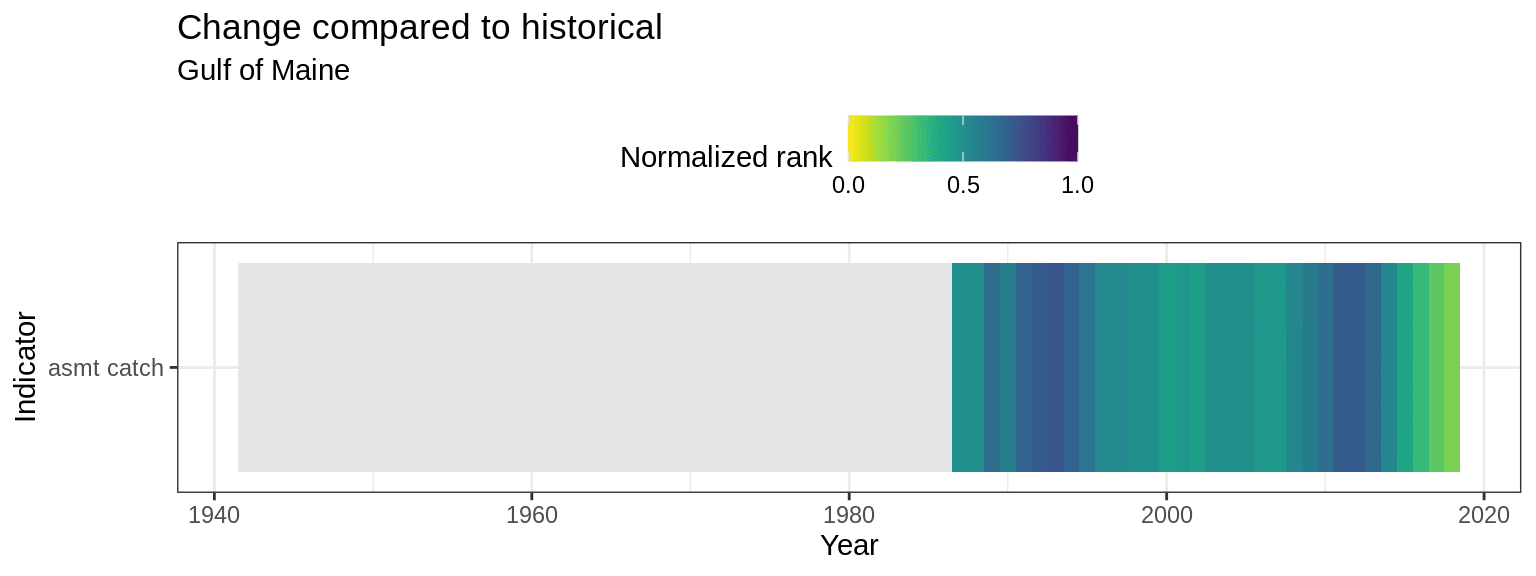 Change compared to historical
Gulf of Maine
Normalized rank
0.0 0.5 1.0
Indicator
asmt catch
1940 1960 1980 2000 2020
Year